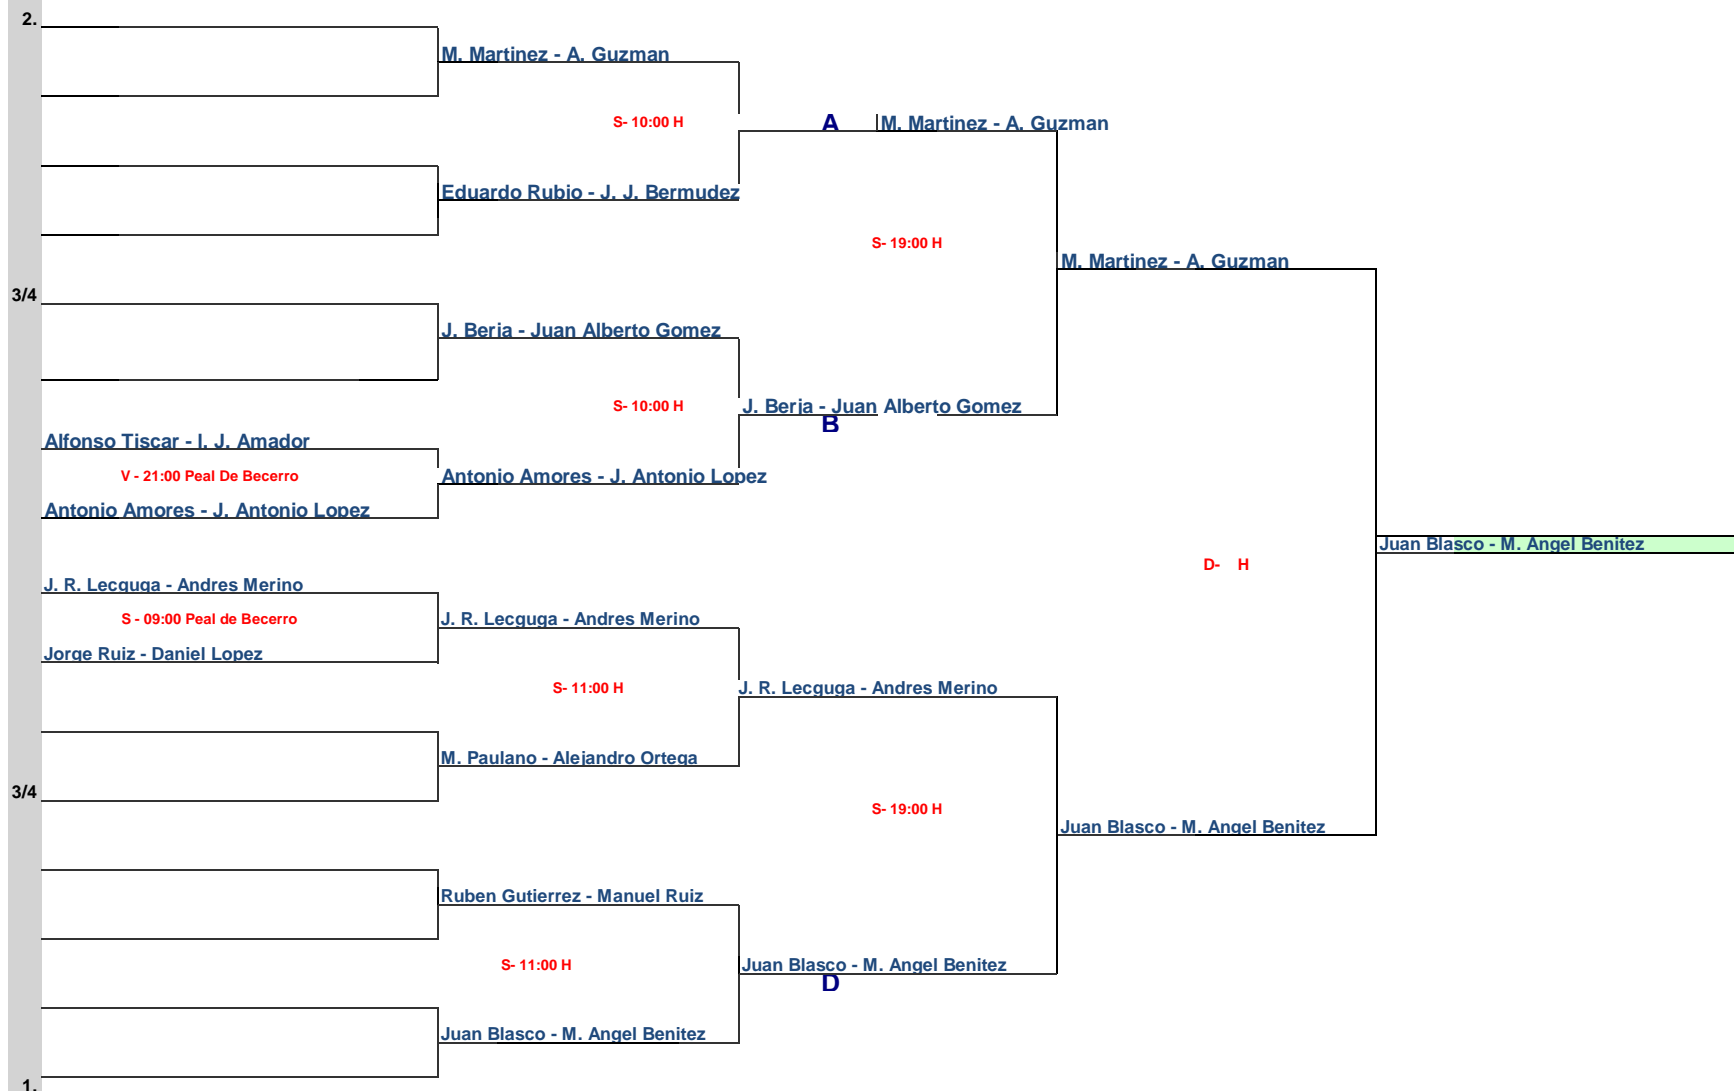 2.
M. Martinez - A. Guzman
S- 10:00 H
A
M. Martinez - A. Guzman
Eduardo Rubio - J. J. Bermudez
S- 19:00 H
M. Martinez - A. Guzman
3/4
J. Berja - Juan Alberto Gomez
S- 10:00 H
J. Berja - Juan Alberto Gomez
B
Alfonso Tiscar - I. J. Amador
V - 21:00 Peal De Becerro
Antonio Amores - J. Antonio Lopez
Antonio Amores - J. Antonio Lopez
Juan Blasco - M. Angel Benitez
D- H
J. R. Lecguga - Andres Merino
S - 09:00 Peal de Becerro
J. R. Lecguga - Andres Merino
Jorge Ruiz - Daniel Lopez
S- 11:00 H
J. R. Lecguga - Andres Merino
M. Paulano - Alejandro Ortega
3/4
S- 19:00 H
Juan Blasco - M. Angel Benitez
Ruben Gutierrez - Manuel Ruiz
S- 11:00 H
Juan Blasco - M. Angel Benitez
D
Juan Blasco - M. Angel Benitez
1.